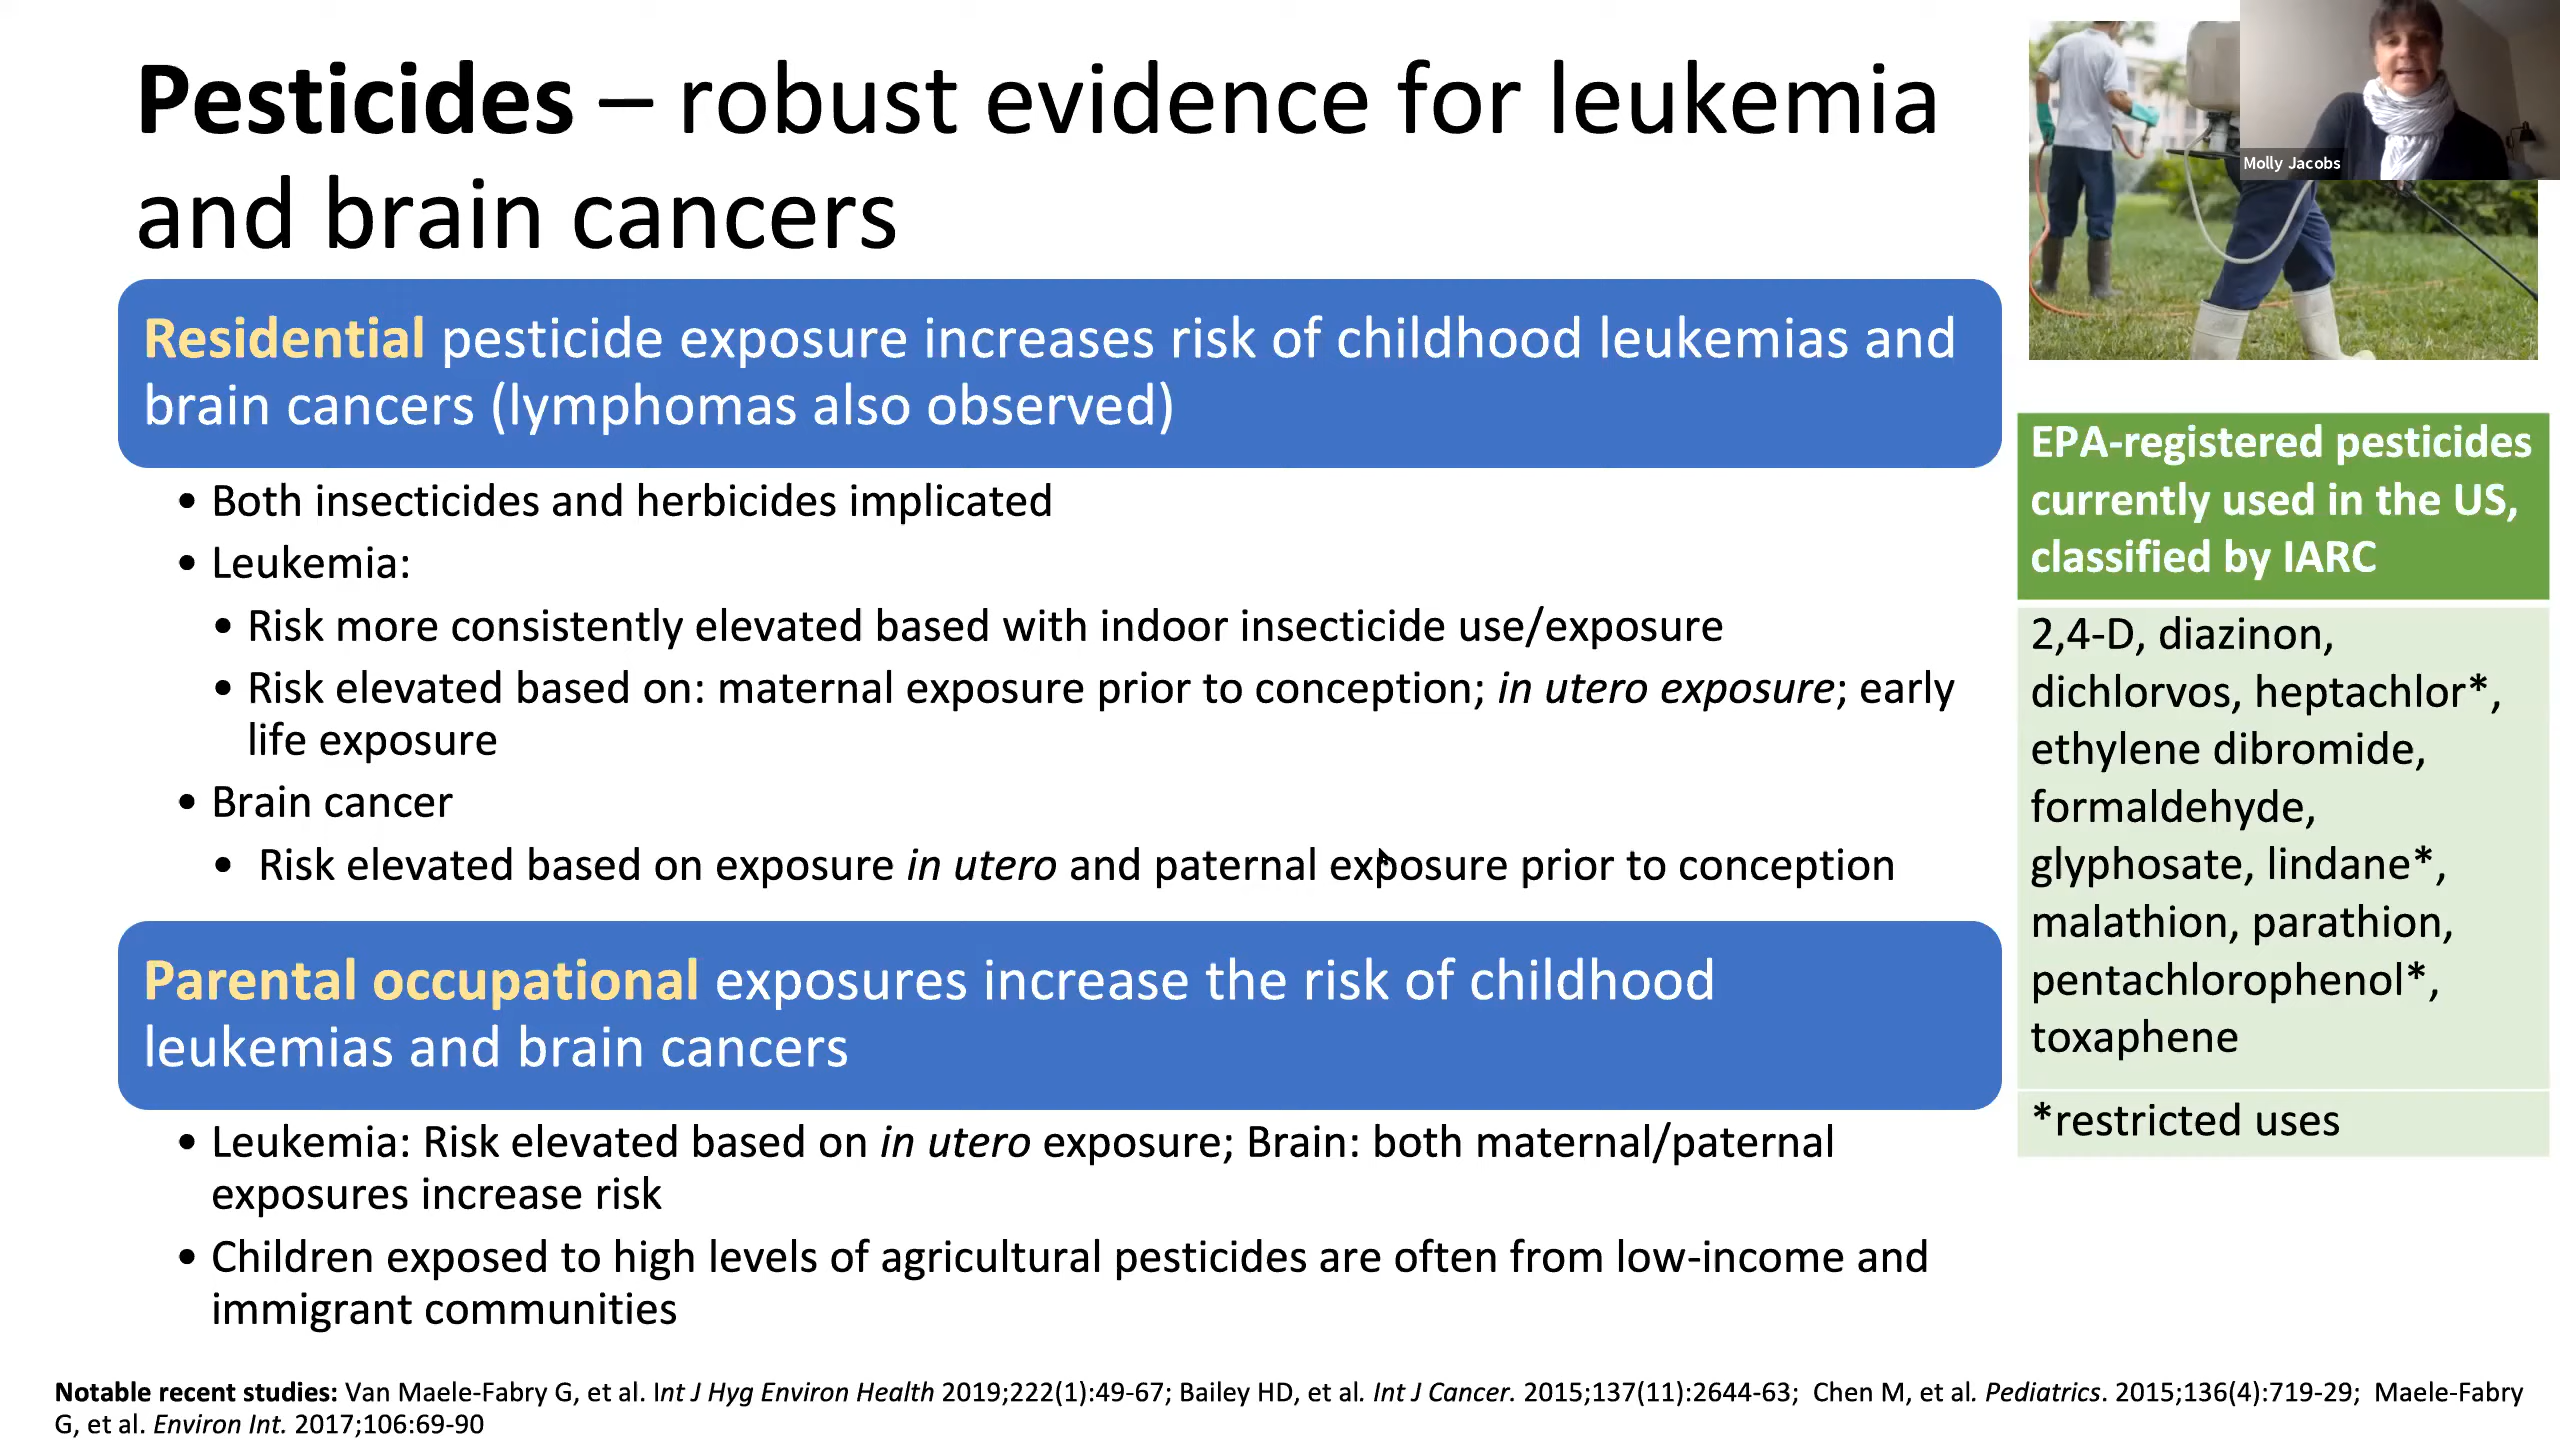 Pesticides – robust evidence for leukemia
and brain cancers
Molly Jacobs
Residential pesticide exposure increases risk of childhood leukemias and
brain cancers (lymphomas also observed)
• Both insecticides and herbicides implicated
• Leukemia:
• Risk more consistently elevated based with indoor insecticide use/exposure
• Risk elevated based on: maternal exposure prior to conception; in utero exposure; early
life exposure
• Brain cancer
• Risk elevated based on exposure in utero and paternal exposure prior to conception
Parental occupational exposures increase the risk of childhood
leukemias and brain cancers
• Leukemia: Risk elevated based on in utero exposure; Brain: both maternal/paternal
exposures increase risk
• Children exposed to high levels of agricultural pesticides are often from low-income and
immigrant communities
EPA-registered pesticides
currently used in the US,
classified by IARC
2,4-D, diazinon,
dichlorvos, heptachlor*,
ethylene dibromide,
formaldehyde,
glyphosate, lindane*,
malathion, parathion,
pentachlorophenol*,
toxaphene
*restricted uses
Notable recent studies: Van Maele-Fabry G, et al. Int J Hyg Environ Health 2019;222(1):49-67; Bailey HD, et al. Int J Cancer. 2015;137(11):2644-63; Chen M, et al. Pediatrics. 2015;136(4):719-29; Maele-Fabry
G, et al. Environ Int. 2017;106:69-90